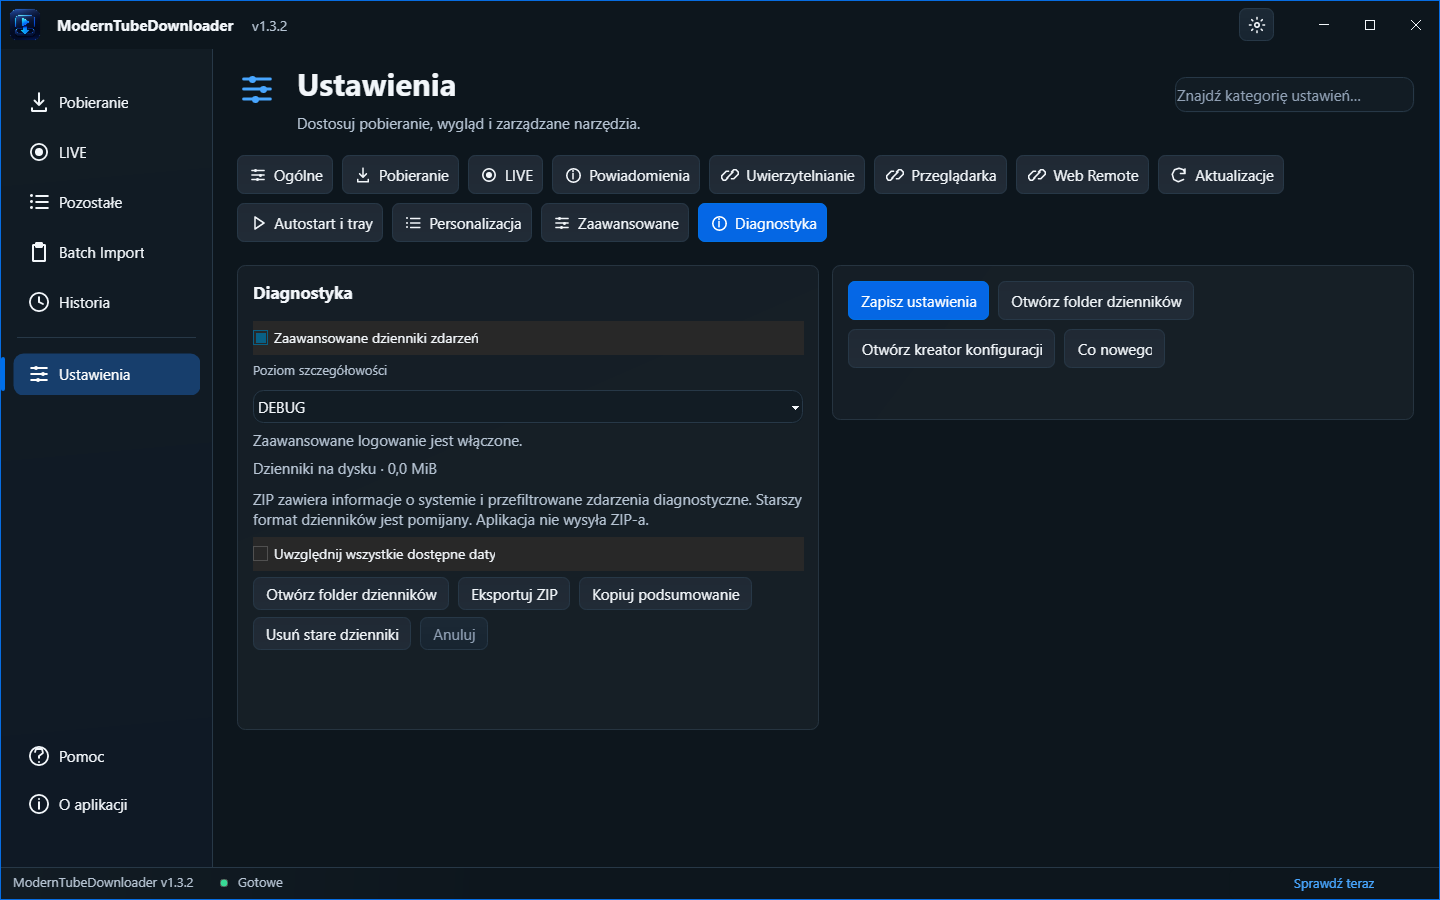 ModernTubeDownloader v1.3.2
Pobieranie
LIVE
Pozostałe
Batch Import
Historia
Ustawienia
Pomoc
O aplikacji
Ustawienia
Dostosuj pobieranie, wygląd i zarządzane narzędzia.
Znajdź kategorię ustawień...
Ogólne Pobieranie LIVE Powiadomienia Uwierzytelnianie Przeglądarka Web Remote Aktualizacje
Autostart i tray Personalizacja Zaawansowane Diagnostyka
Diagnostyka
Zaawansowane dzienniki zdarzeń
Poziom szczegółowości
DEBUG
Zaawansowane logowanie jest włączone.
Dzienniki na dysku · 0,0 MiB
ZIP zawiera informacje o systemie i przefiltrowane zdarzenia diagnostyczne. Starszy
format dzienników jest pomijany. Aplikacja nie wysyła ZIP-a.
Uwzględnij wszystkie dostępne daty
Otwórz folder dzienników Eksportuj ZIP Kopiuj podsumowanie
Usuń stare dzienniki Anuluj
Zapisz ustawienia Otwórz folder dzienników
Otwórz kreator konfiguracji Co nowego
ModernTubeDownloader v1.3.2 Gotowe Sprawdź teraz